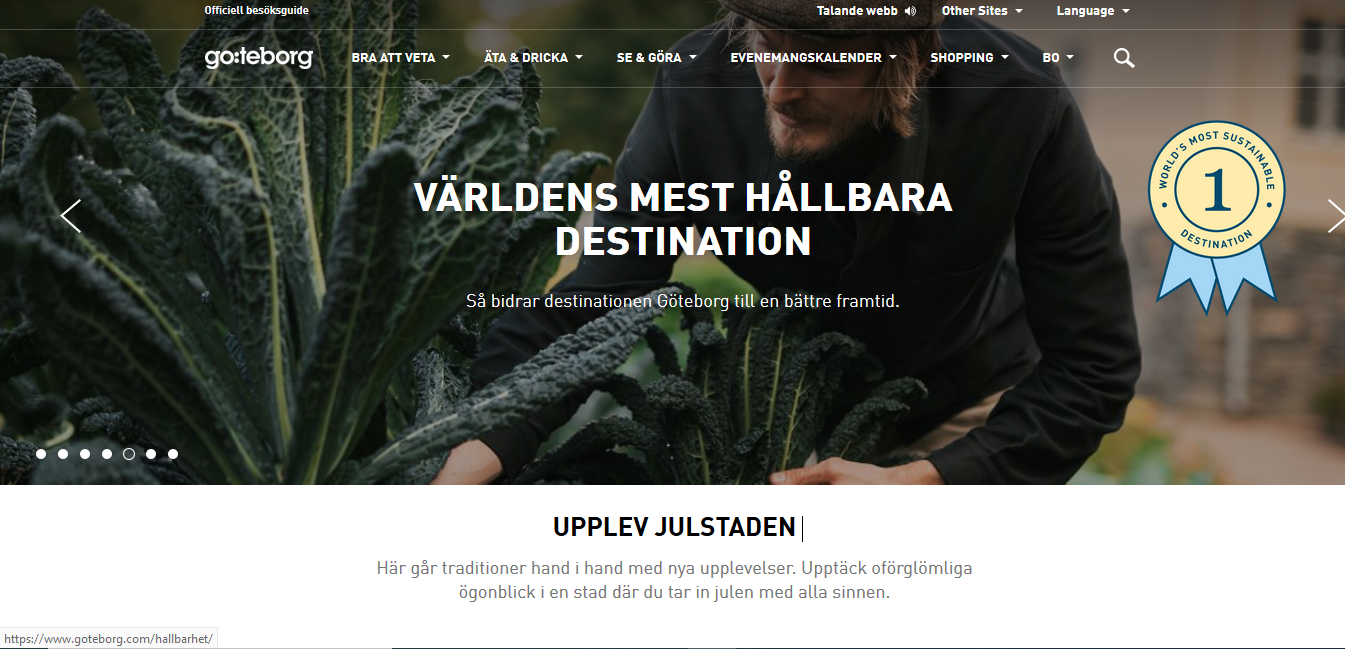 Officiell besöksguide
Talande webb
Other Sites
Language
go:teborg
BRA ATT VETA
ÄTA & DRICKA
SE & GÖRA
EVENEMANGSKALENDER
SHOPPING
BO
VÄRLDENS MEST HÅLLBARA
DESTINATION
Så bidrar destinationen Göteborg till en bättre framtid.
WORLD'S MOST SUSTAINABLE
1
DESTINATION
UPPLEV JULSTADEN
Här går traditioner hand i hand med nya upplevelser. Upptäck oförglömliga
ögonblick i en stad där du tar in julen med alla sinnen.
https://www.goteborg.com/hallbarhet/